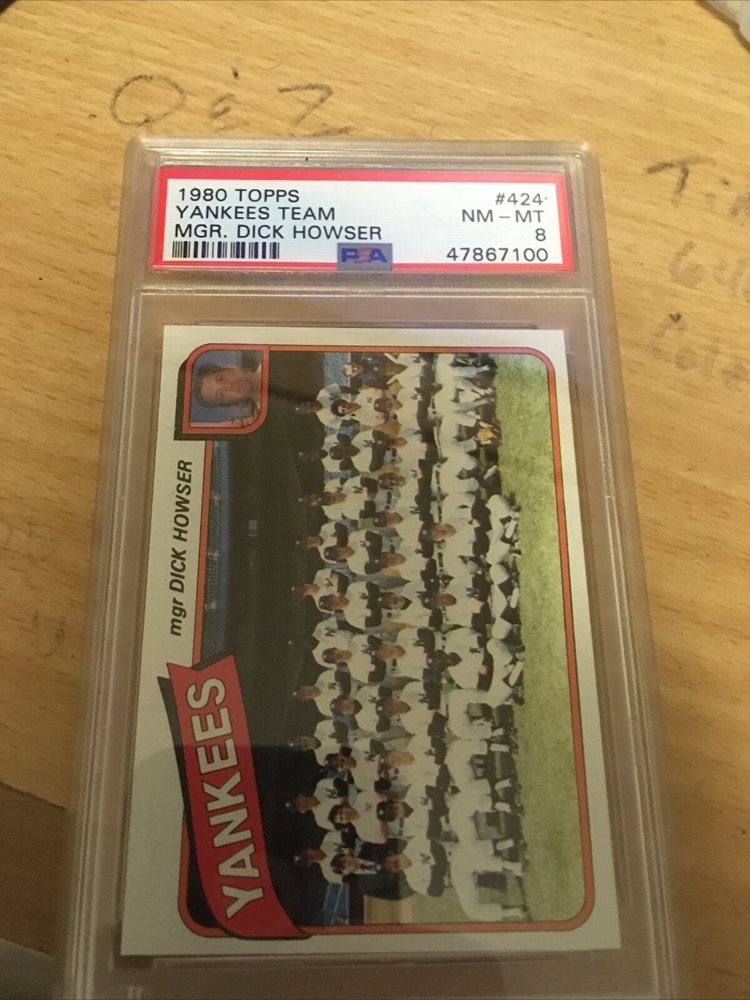 1980 TOPPS #424
YANKEES TEAM NM-MT
MGR. DICK HOWSER 8
PSA 47867100
mgr DICK HOWSER
YANKEES